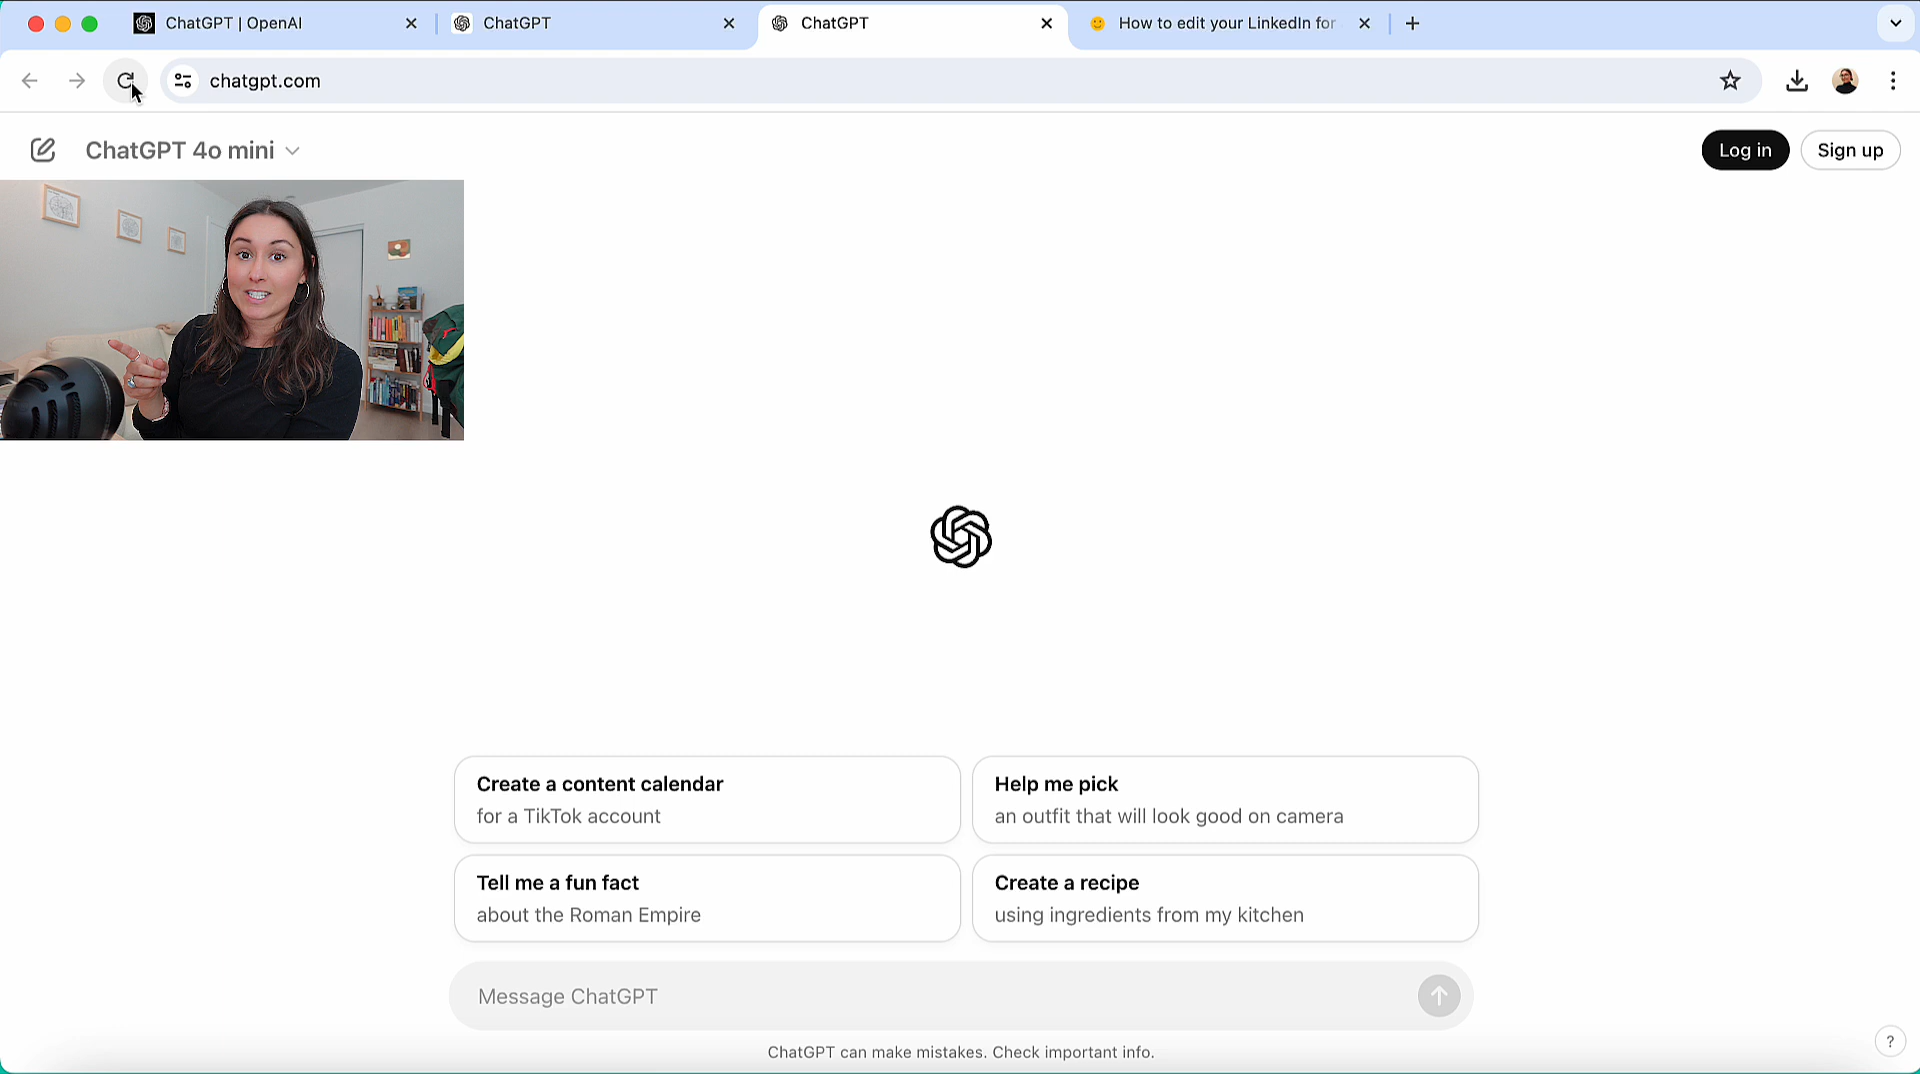 ChatGPT | OpenAI
ChatGPT
ChatGPT
How to edit your LinkedIn for
chatgpt.com
ChatGPT 4o mini
Log in
Sign up
Create a content calendar
for a TikTok account
Help me pick
an outfit that will look good on camera
Tell me a fun fact
about the Roman Empire
Create a recipe
using ingredients from my kitchen
Message ChatGPT
ChatGPT can make mistakes. Check important info.
?